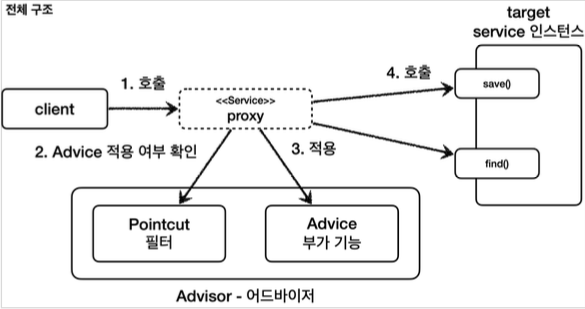 전체 구조
target
service 인스턴스
1. 호출
4. 호출
client
<<Service>>
proxy
save()
2. Advice 적용 여부 확인
3. 적용
find()
Pointcut
필터
Advice
부가 기능
Advisor - 어드바이저